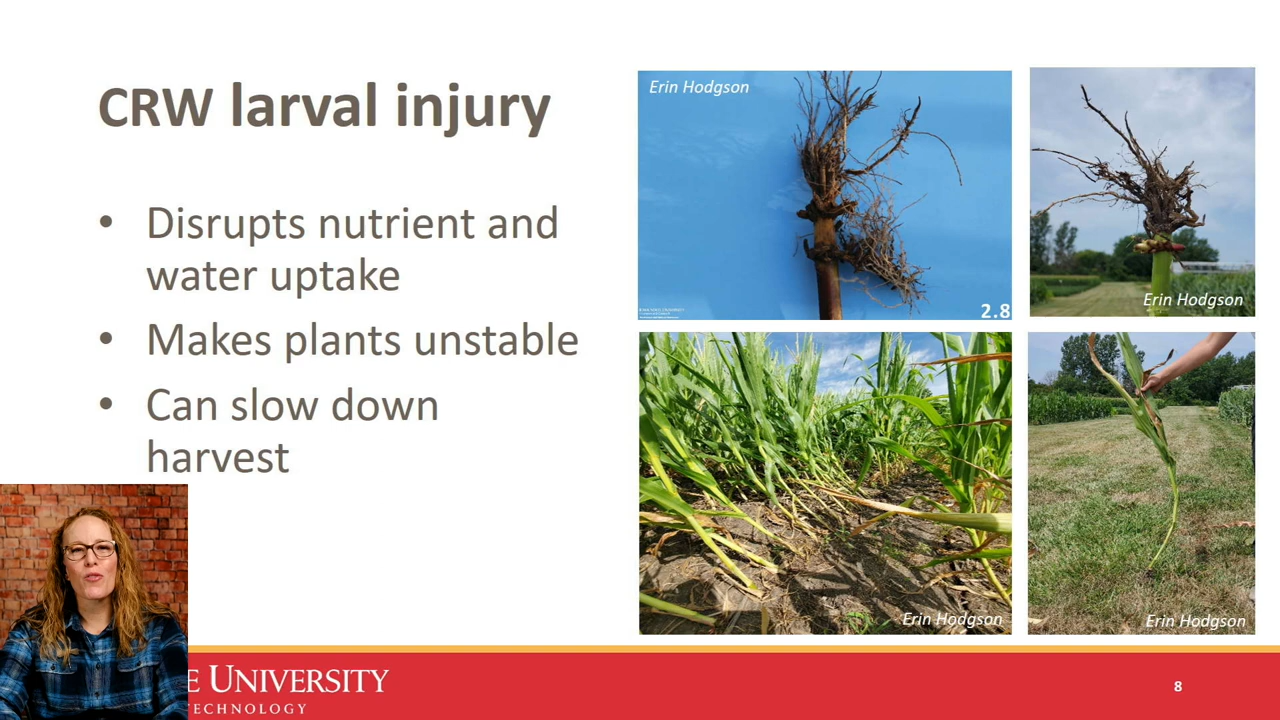 CRW larval injury
• Disrupts nutrient and
water uptake
• Makes plants unstable
• Can slow down
harvest
Erin Hodgson
2.8
Erin Hodgson
Erin Hodgson
Erin Hodgson
E UNIVERSITY
TECHNOLOGY
8